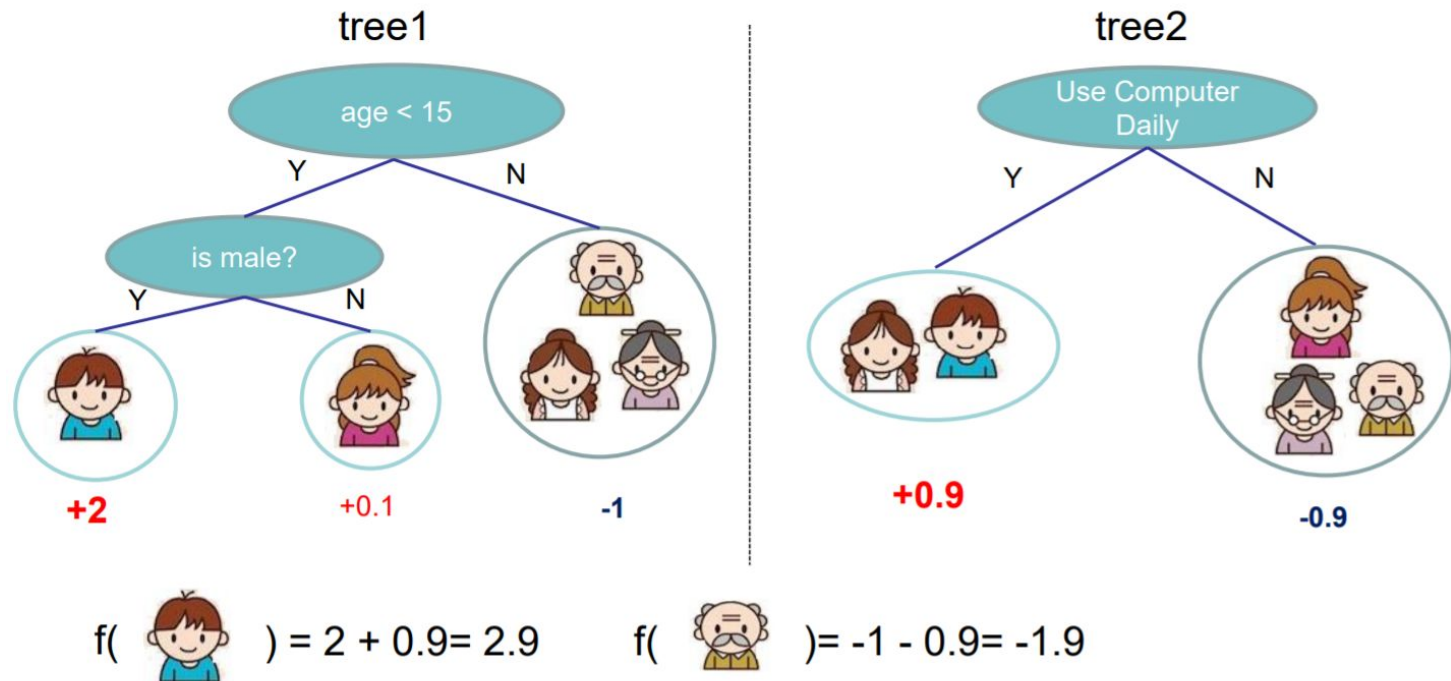 tree1
tree2
age < 15
Use Computer
Daily
Y
N
Y
N
is male?
Y
N
+2
+0.1
-1
+0.9
-0.9
f( ) = 2 + 0.9= 2.9
f( )= -1 - 0.9= -1.9